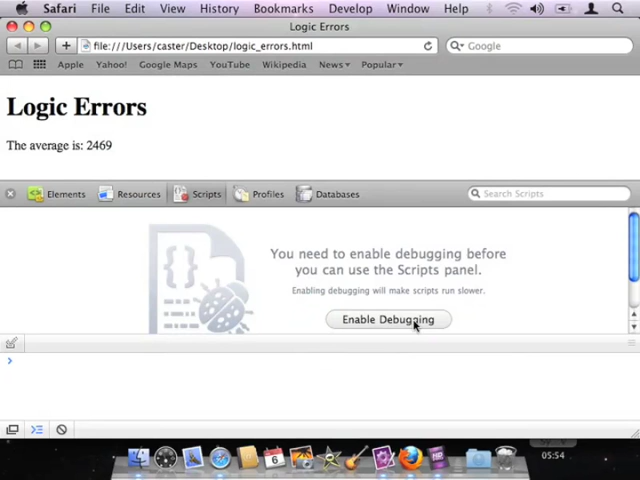 Safari File Edit View History Bookmarks Develop Window Help
Logic Errors
file:///Users/caster/Desktop/logic_errors.html
Google
Apple Yahoo! Google Maps YouTube Wikipedia News Popular
Logic Errors
The average is: 2469
Elements Resources Scripts Profiles Databases Search Scripts
You need to enable debugging before
you can use the Scripts panel.
Enabling debugging will make scripts run slower.
Enable Debugging
6
05:54